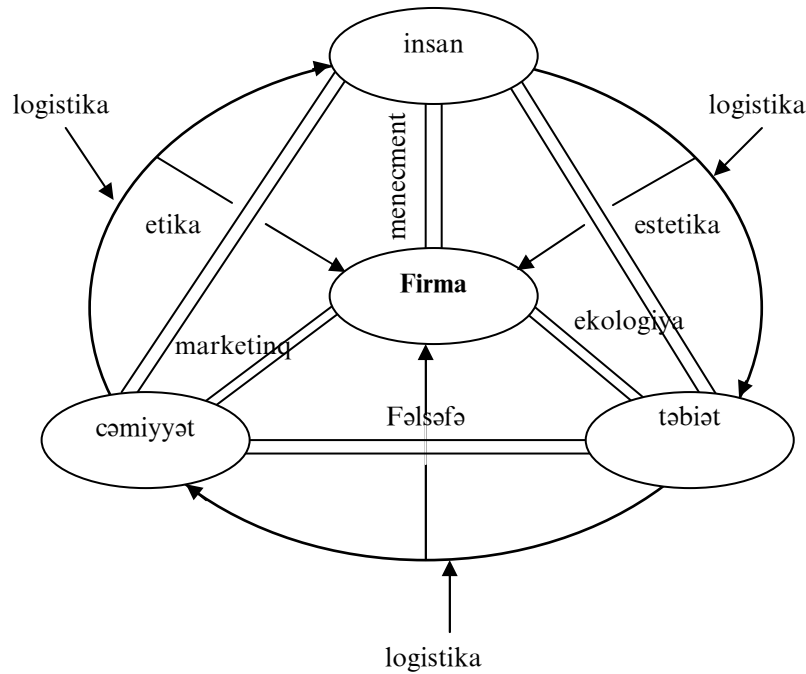 insan
logistika
logistika
menecment
etika
estetika
Firma
ekologiya
marketinq
Fəlsəfə
cəmiyyət
təbiət
logistika